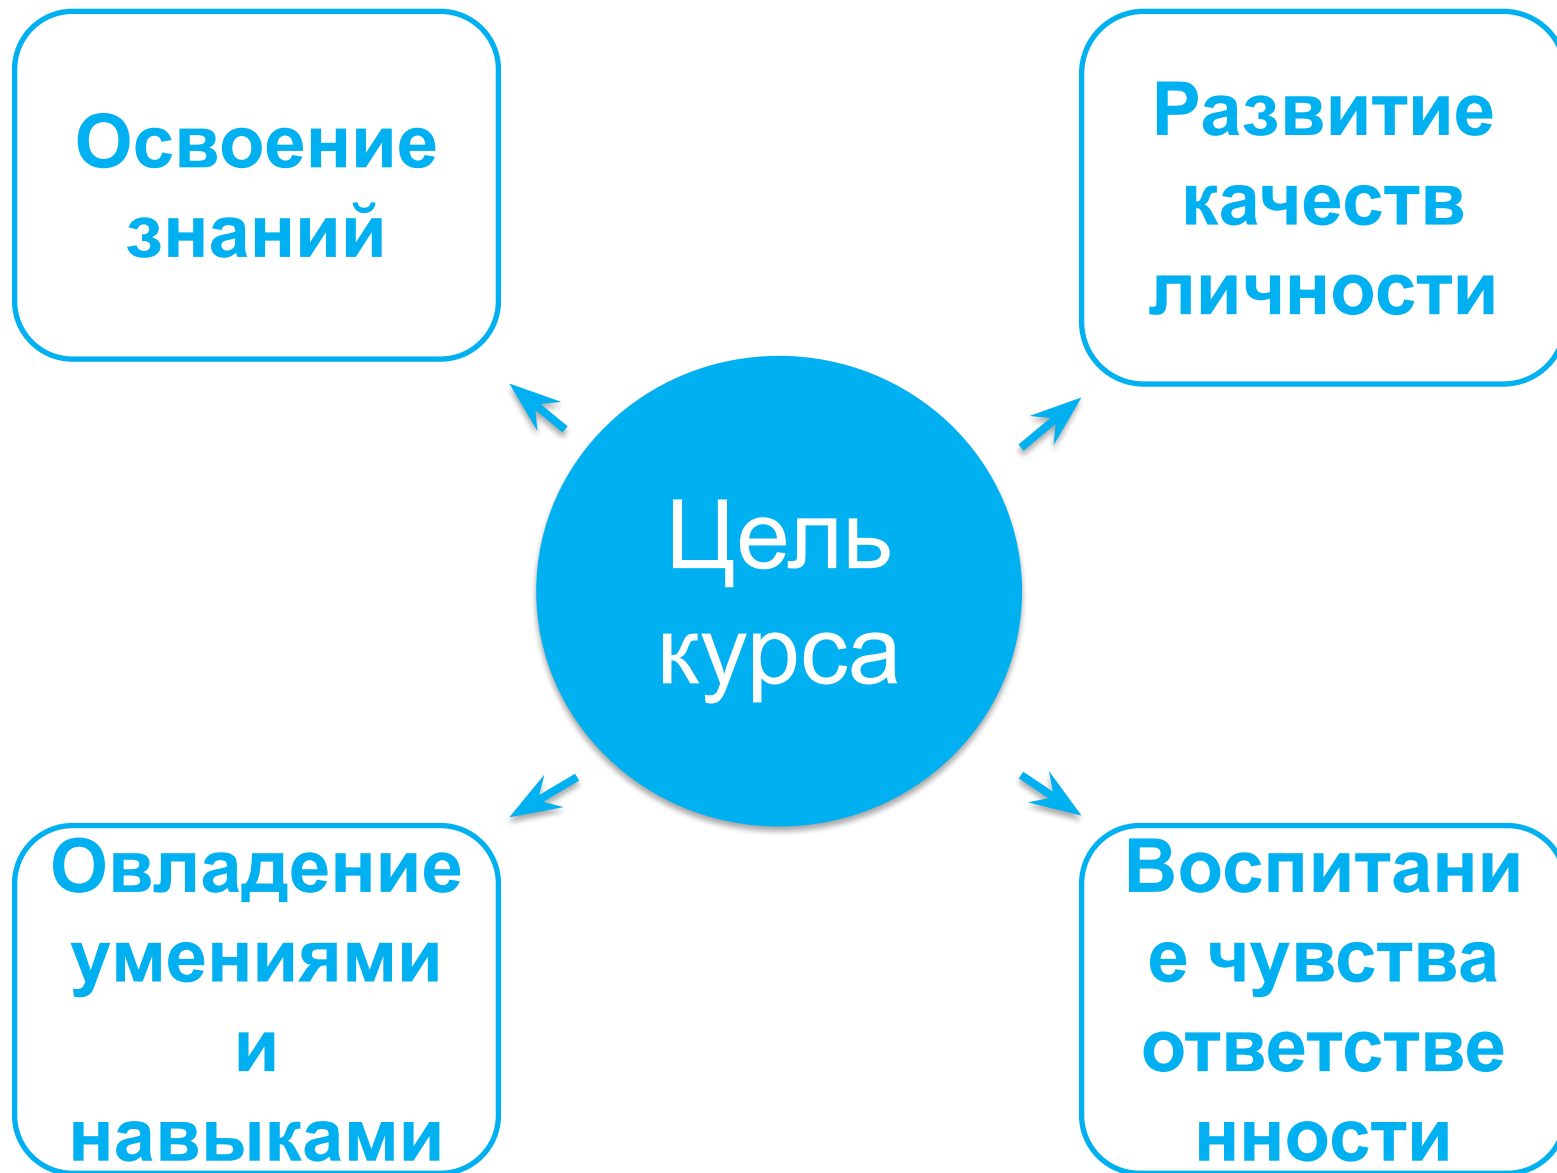 Освоение
знаний
Развитие
качеств
личности
Цель
курса
Овладение
умениями
и
навыками
Воспитани
е чувства
ответстве
нности